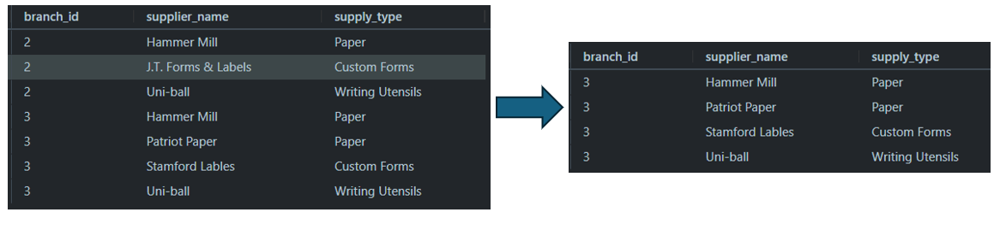 branch_id supplier_name supply_type
2 Hammer Mill Paper
2 J.T. Forms & Labels Custom Forms
2 Uni-ball Writing Utensils
3 Hammer Mill Paper
3 Patriot Paper Paper
3 Stamford Lables Custom Forms
3 Uni-ball Writing Utensils
branch_id supplier_name supply_type
3 Hammer Mill Paper
3 Patriot Paper Paper
3 Stamford Lables Custom Forms
3 Uni-ball Writing Utensils